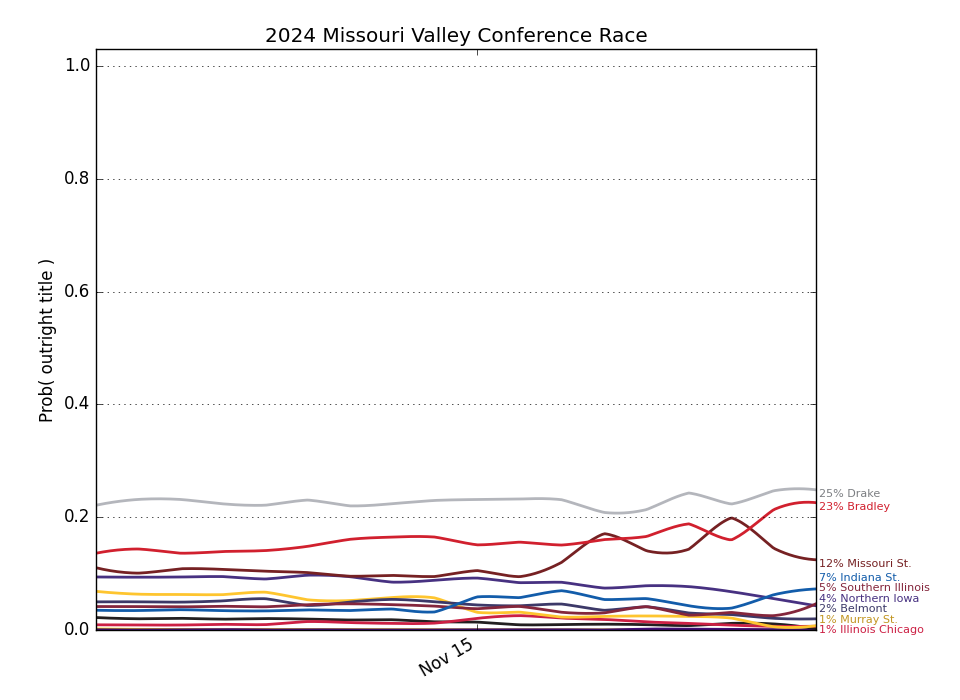 2024 Missouri Valley Conference Race
1.0
0.8
0.6
0.4
0.2
0.0
Prob( outright title )
Nov 15
25% Drake
23% Bradley
12% Missouri St.
7% Indiana St.
5% Southern Illinois
4% Northern Iowa
2% Belmont
1% Murray St.
1% Illinois Chicago